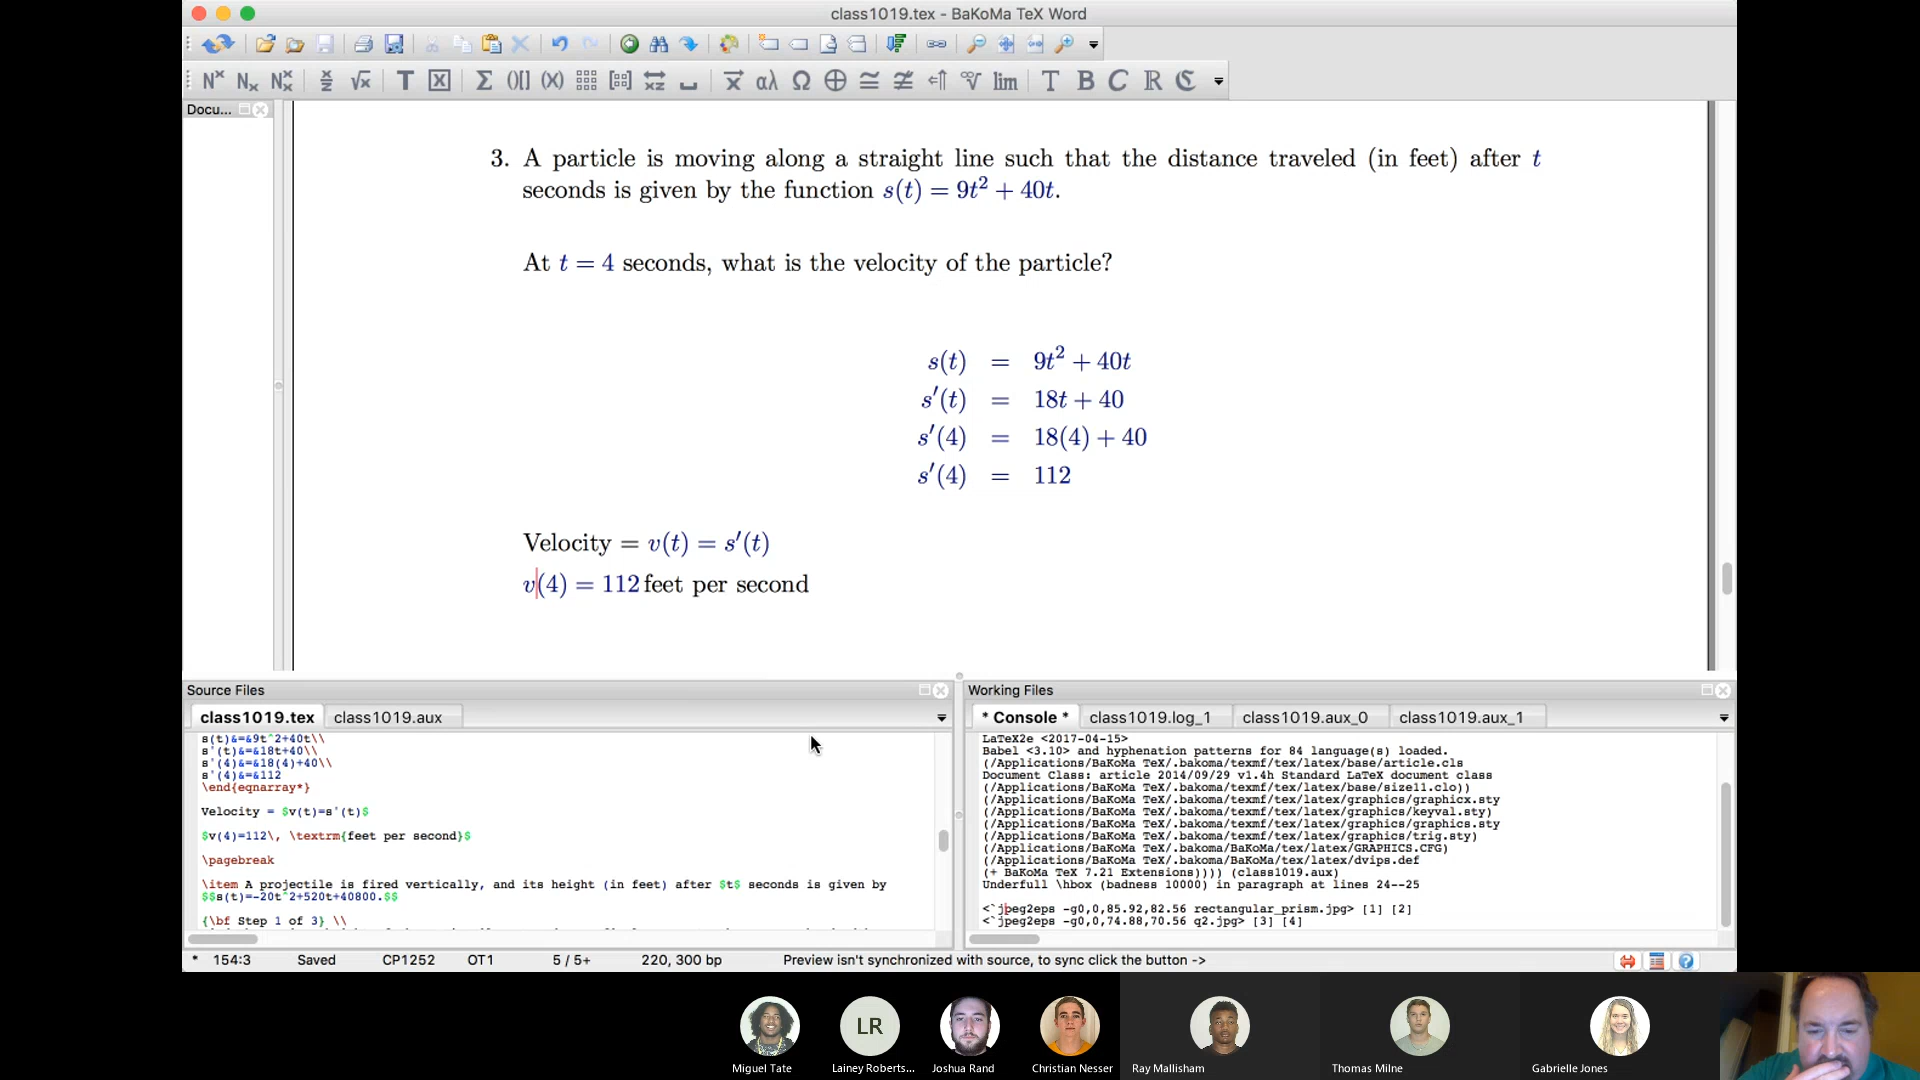 class1019.tex - BaKoMa TeX Word
Docu...
3. A particle is moving along a straight line such that the distance traveled (in feet) after t
seconds is given by the function s(t) = 9t² + 40t.
At t = 4 seconds, what is the velocity of the particle?
s(t) = 9t² + 40t
s′(t) = 18t + 40
s′(4) = 18(4) + 40
s′(4) = 112
Velocity = v(t) = s′(t)
v(4) = 112 feet per second
Source Files
class1019.tex class1019.aux
s(t)&=&9t^2+40t\\
s'(t)&=&18t+40\\
s'(4)&=&18(4)+40\\
s'(4)&=&112
\end{eqnarray*}
Velocity = $v(t)=s'(t)$
$v(4)=112\, \textrm{feet per second}$
\pagebreak
\item A projectile is fired vertically, and its height (in feet) after $t$ seconds is given by
$$s(t)=-20t^2+520t+40800.$$
{\bf Step 1 of 3} \\
Working Files
* Console * class1019.log_1 class1019.aux_0 class1019.aux_1
LaTeX2e <2017-04-15>
Babel <3.10> and hyphenation patterns for 84 language(s) loaded.
(/Applications/BaKoMa TeX/.bakoma/texmf/tex/latex/base/article.cls
Document Class: article 2014/09/29 v1.4h Standard LaTeX document class
(/Applications/BaKoMa TeX/.bakoma/texmf/tex/latex/base/size11.clo))
(/Applications/BaKoMa TeX/.bakoma/texmf/tex/latex/graphics/graphicx.sty
(/Applications/BaKoMa TeX/.bakoma/texmf/tex/latex/graphics/keyval.sty)
(/Applications/BaKoMa TeX/.bakoma/texmf/tex/latex/graphics/graphics.sty
(/Applications/BaKoMa TeX/.bakoma/texmf/tex/latex/graphics/trig.sty)
(/Applications/BaKoMa TeX/.bakoma/BaKoMa/tex/latex/GRAPHICS.CFG)
(/Applications/BaKoMa TeX/.bakoma/BaKoMa/tex/latex/dvips.def
(+ BaKoMa TeX 7.21 Extensions)))) (class1019.aux)
Underfull \hbox (badness 10000) in paragraph at lines 24--25
<`jpeg2eps -g0,0,85.92,82.56 rectangular_prism.jpg> [1] [2]
<`jpeg2eps -g0,0,74.88,70.56 q2.jpg> [3] [4]
* 154:3 Saved CP1252 OT1 5 / 5+ 220, 300 bp Preview isn't synchronized with source, to sync click the button ->
LR
Miguel Tate Lainey Roberts... Joshua Rand Christian Nesser Ray Mallisham Thomas Milne Gabrielle Jones